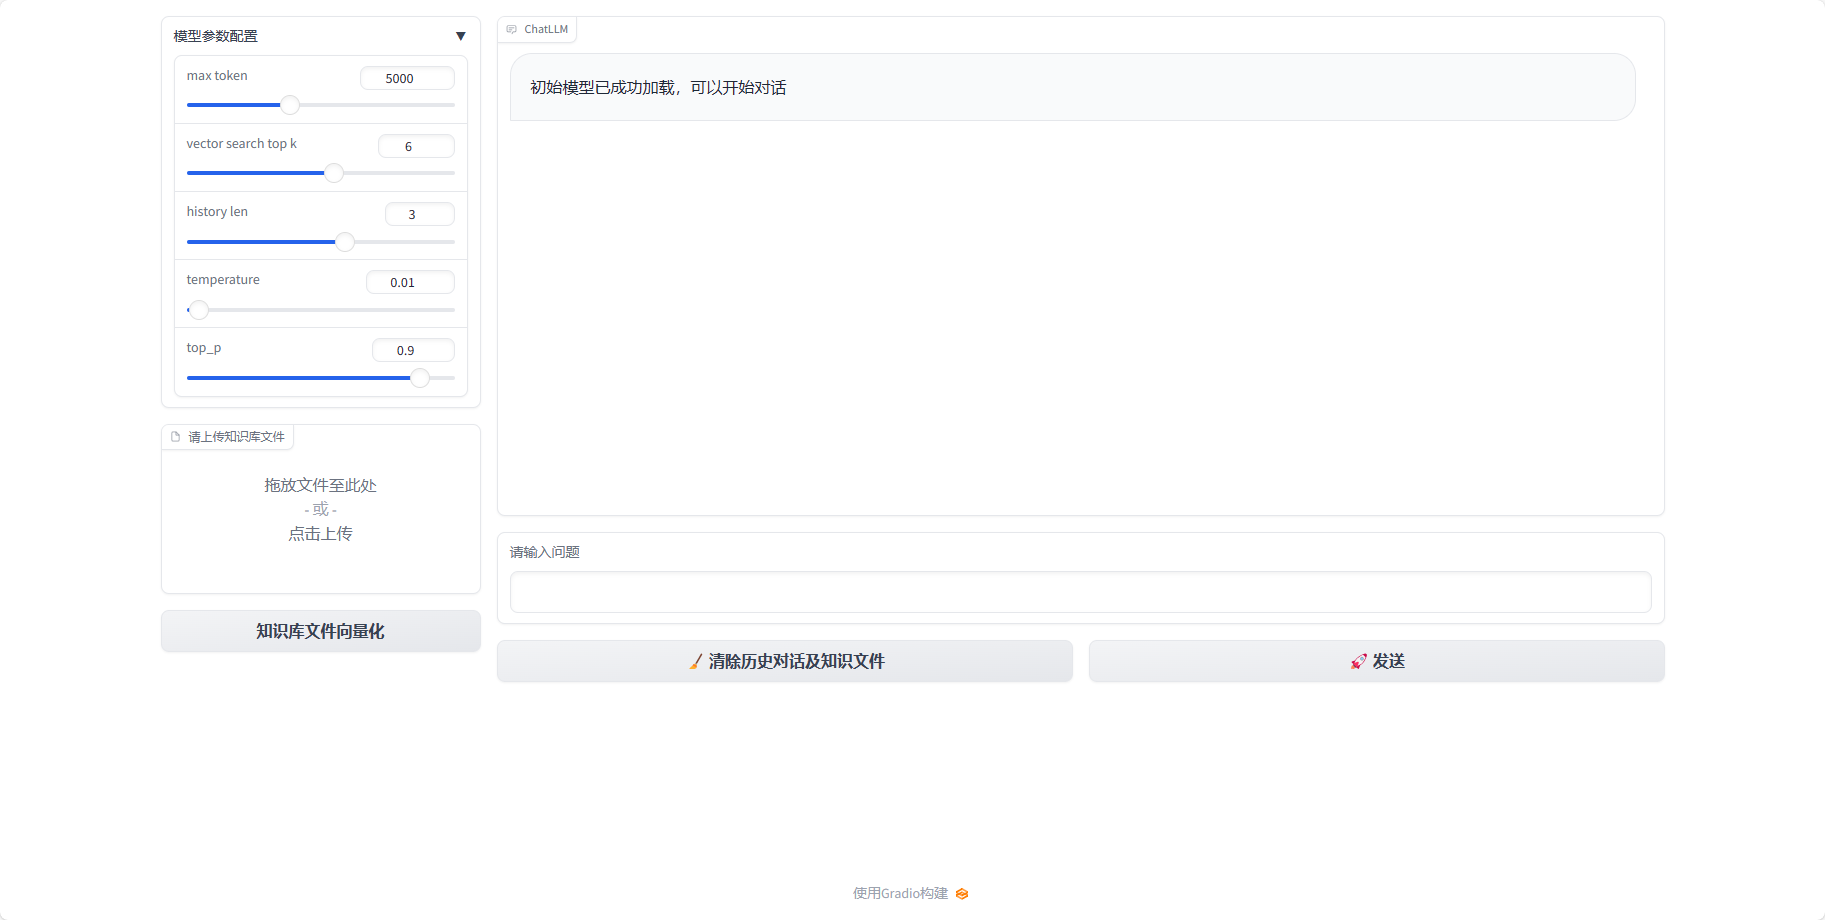 模型参数配置 ▼
max token 5000
vector search top k 6
history len 3
temperature 0.01
top_p 0.9
请上传知识库文件
拖放文件至此处
- 或 -
点击上传
知识库文件向量化
ChatLLM
初始模型已成功加载，可以开始对话
请输入问题
清除历史对话及知识文件
发送
使用Gradio构建